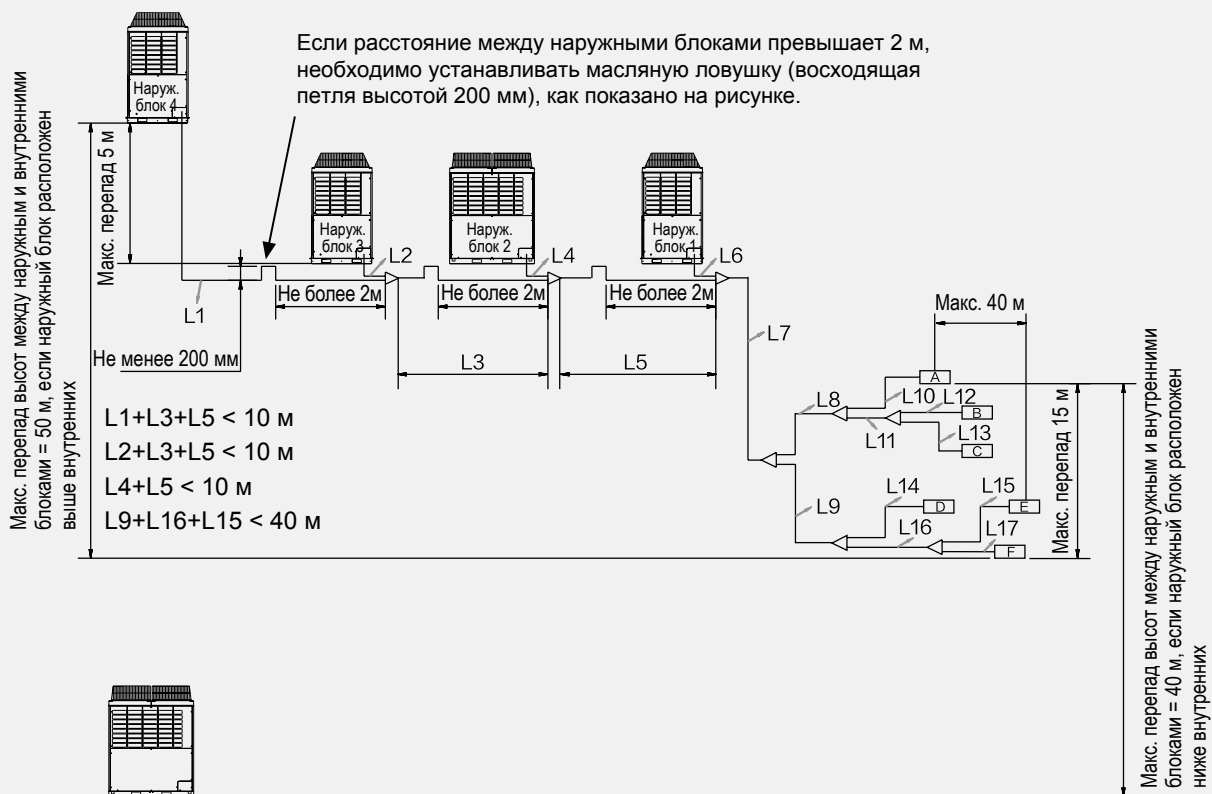 Если расстояние между наружными блоками превышает 2 м,
необходимо устанавливать масляную ловушку (восходящая
петля высотой 200 мм), как показано на рисунке.
Макс. перепад высот между наружным и внутренними
блоками = 50 м, если наружный блок расположен
выше внутренних
Наруж.
блок 4
Макс. перепад 5 м
Наруж.
блок 3
Наруж.
блок 2
Наруж.
блок 1
L2
L4
L6
Не более 2м
Не более 2м
Не более 2м
L1
Не менее 200 мм
L3
L5
L7
Макс. 40 м
L1+L3+L5 < 10 м
L2+L3+L5 < 10 м
L4+L5 < 10 м
L9+L16+L15 < 40 м
A
L8
L10
L12
B
L11
L13
C
L14
L15
L9
D
E
L16
L17
F
Макс. перепад 15 м
Макс. перепад высот между наружным и внутренними
блоками = 40 м, если наружный блок расположен
ниже внутренних